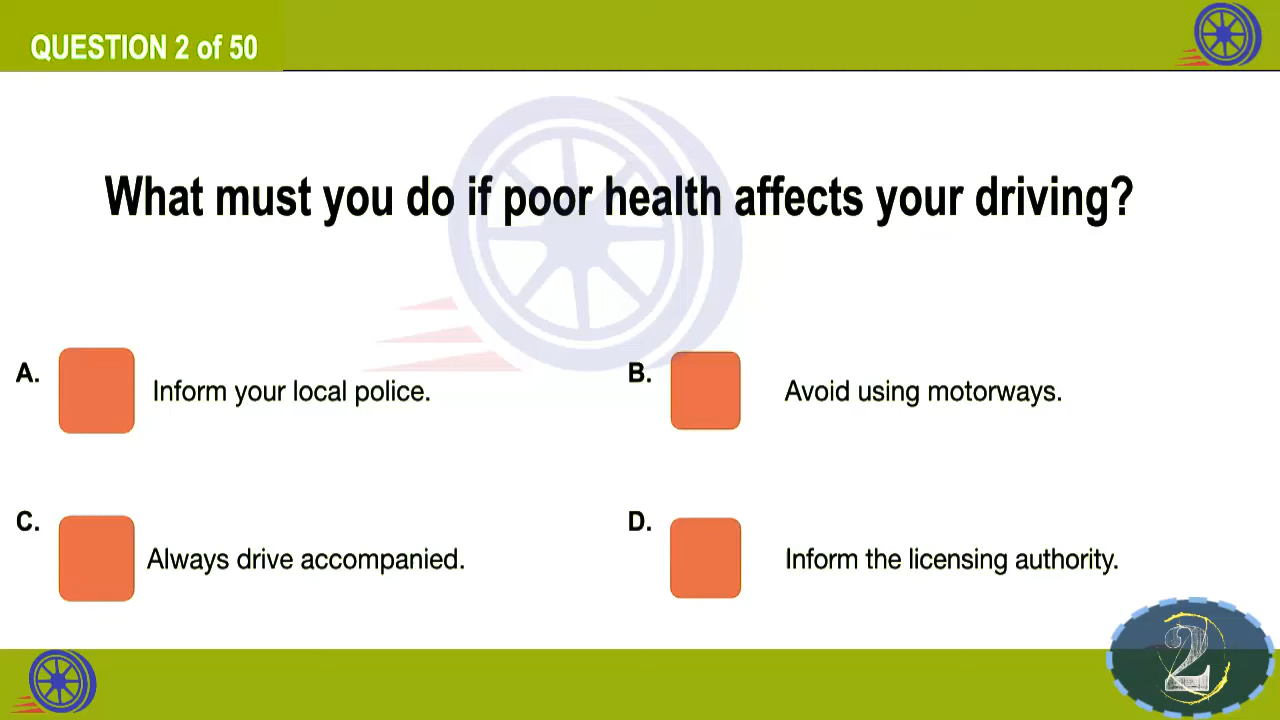 QUESTION 2 of 50
What must you do if poor health affects your driving?
A. Inform your local police.
B. Avoid using motorways.
C. Always drive accompanied.
D. Inform the licensing authority.
2